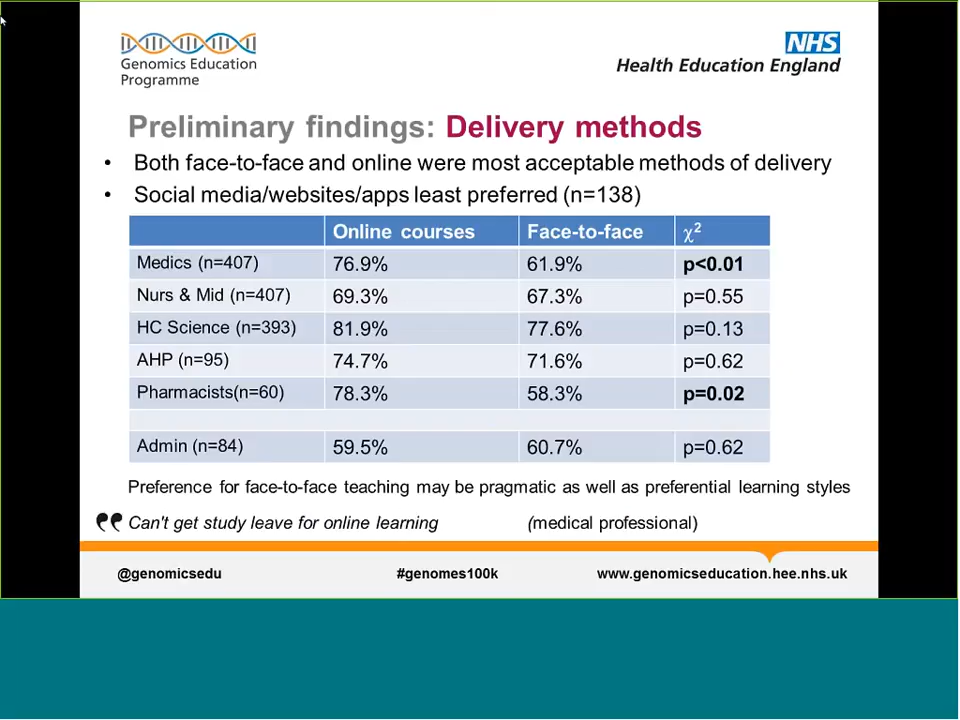 Genomics Education
Programme
NHS
Health Education England
Preliminary findings: Delivery methods
• Both face-to-face and online were most acceptable methods of delivery
• Social media/websites/apps least preferred (n=138)
Online courses Face-to-face χ²
Medics (n=407) 76.9% 61.9% p<0.01
Nurs & Mid (n=407) 69.3% 67.3% p=0.55
HC Science (n=393) 81.9% 77.6% p=0.13
AHP (n=95) 74.7% 71.6% p=0.62
Pharmacists(n=60) 78.3% 58.3% p=0.02
Admin (n=84) 59.5% 60.7% p=0.62
Preference for face-to-face teaching may be pragmatic as well as preferential learning styles
Can't get study leave for online learning (medical professional)
@genomicsedu #genomes100k www.genomicseducation.hee.nhs.uk